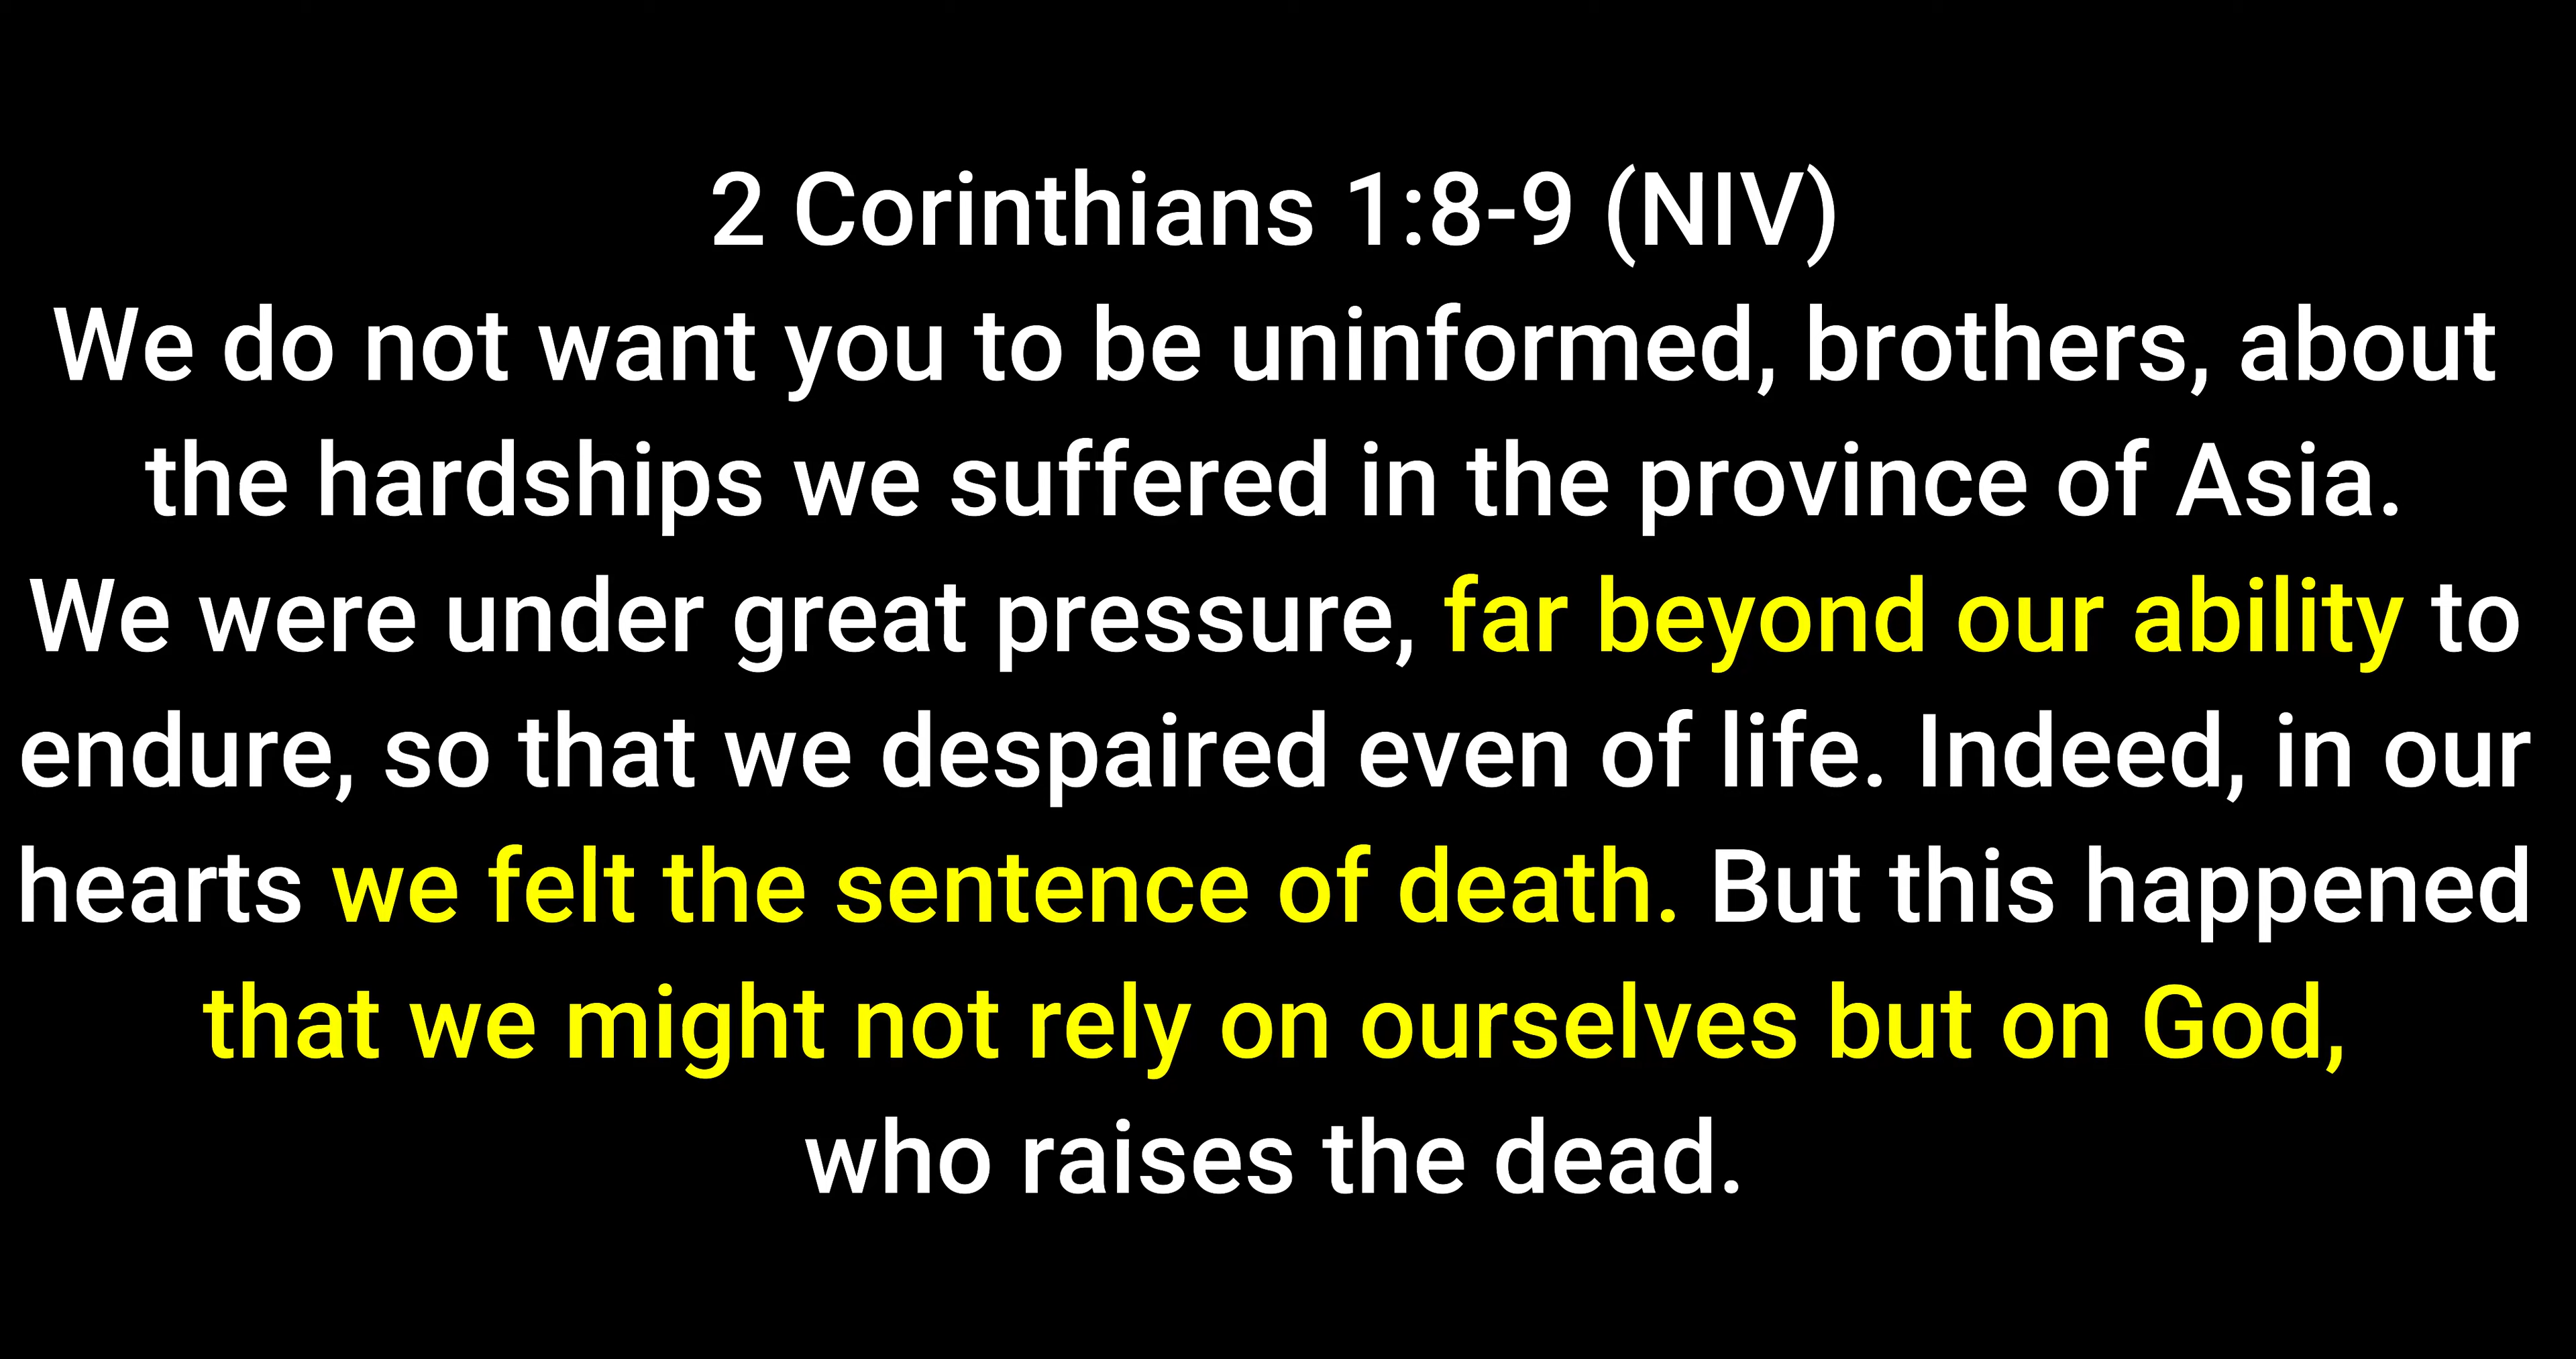 2 Corinthians 1:8-9 (NIV)
We do not want you to be uninformed, brothers, about
the hardships we suffered in the province of Asia.
We were under great pressure, far beyond our ability to
endure, so that we despaired even of life. Indeed, in our
hearts we felt the sentence of death. But this happened
that we might not rely on ourselves but on God,
who raises the dead.